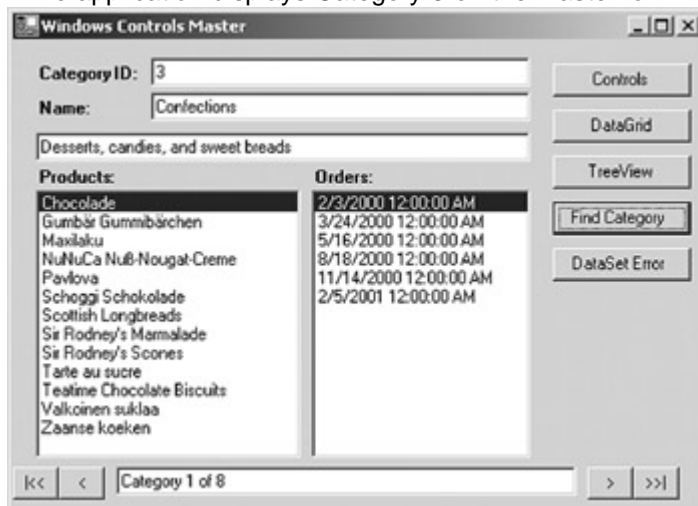 Windows Controls Master
Category ID: 3
Controls
Name: Confections
DataGrid
Desserts, candies, and sweet breads
TreeView
Products:
Chocolade
Gumbär Gummibärchen
Maxilaku
NuNuCa Nuß-Nougat-Creme
Pavlova
Schoggi Schokolade
Scottish Longbreads
Sir Rodney's Marmalade
Sir Rodney's Scones
Tarte au sucre
Teatime Chocolate Biscuits
Valkoinen suklaa
Zaanse koeken
Orders:
2/3/2000 12:00:00 AM
3/24/2000 12:00:00 AM
5/16/2000 12:00:00 AM
8/18/2000 12:00:00 AM
11/14/2000 12:00:00 AM
2/5/2001 12:00:00 AM
Find Category
DataSet Error
|<< < Category 1 of 8 > >>|